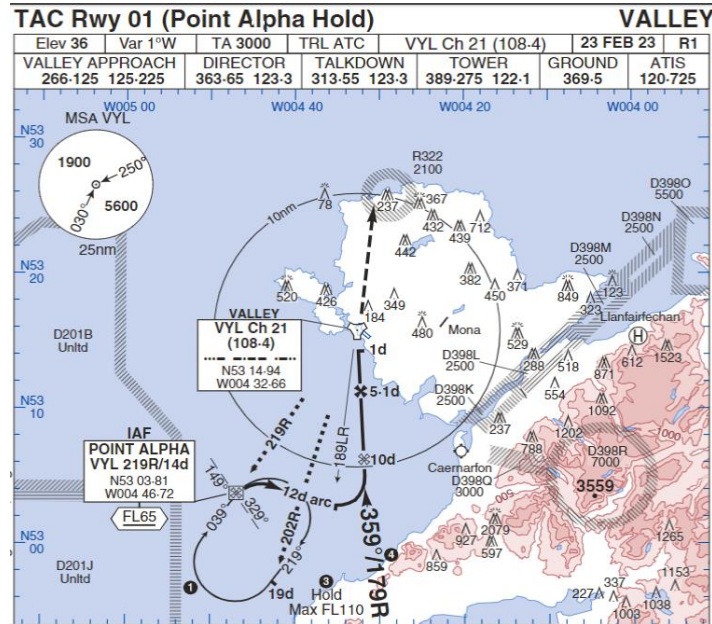 TAC Rwy 01 (Point Alpha Hold) VALLEY
Elev 36 Var 1°W TA 3000 TRL ATC VYL Ch 21 (108·4) 23 FEB 23 R1
VALLEY APPROACH DIRECTOR TALKDOWN TOWER GROUND ATIS
266·125 125·225 363·65 123·3 313·55 123·3 389·275 122·1 369·5 120·725
W005 00 W004 40 W004 20 W004 00
MSA VYL
N53
30
1900
250°
5600
030°
25nm
R322
2100
D398O
5500
D398N
2500
D398M
2500
10nm
78
237
367
432
439
712
442
N53
20
382
450
371
849
123
323
520
426
349
184
480
Mona
529
Llanfairfechan
H
VALLEY
VYL Ch 21
(108·4)
N53 14·94
W004 32·66
1d
D201B
Unltd
D398L
2500
288
518
871
612
1523
5·1d
D398K
2500
554
1092
1000
N53
10
219R
189LR
237
1202
788
IAF
POINT ALPHA
VYL 219R/14d
N53 03·81
W004 46·72
FL65
10d
Caernarfon
D398Q
3000
D398R
7000
3559
500
149°
329°
12d arc
039°
202R
219°
359°/179R
N53
00
2079
927
597
859
1265
D201J
Unltd
1
19d
3
Hold
Max FL110
4
227
337
1153
1003
1038